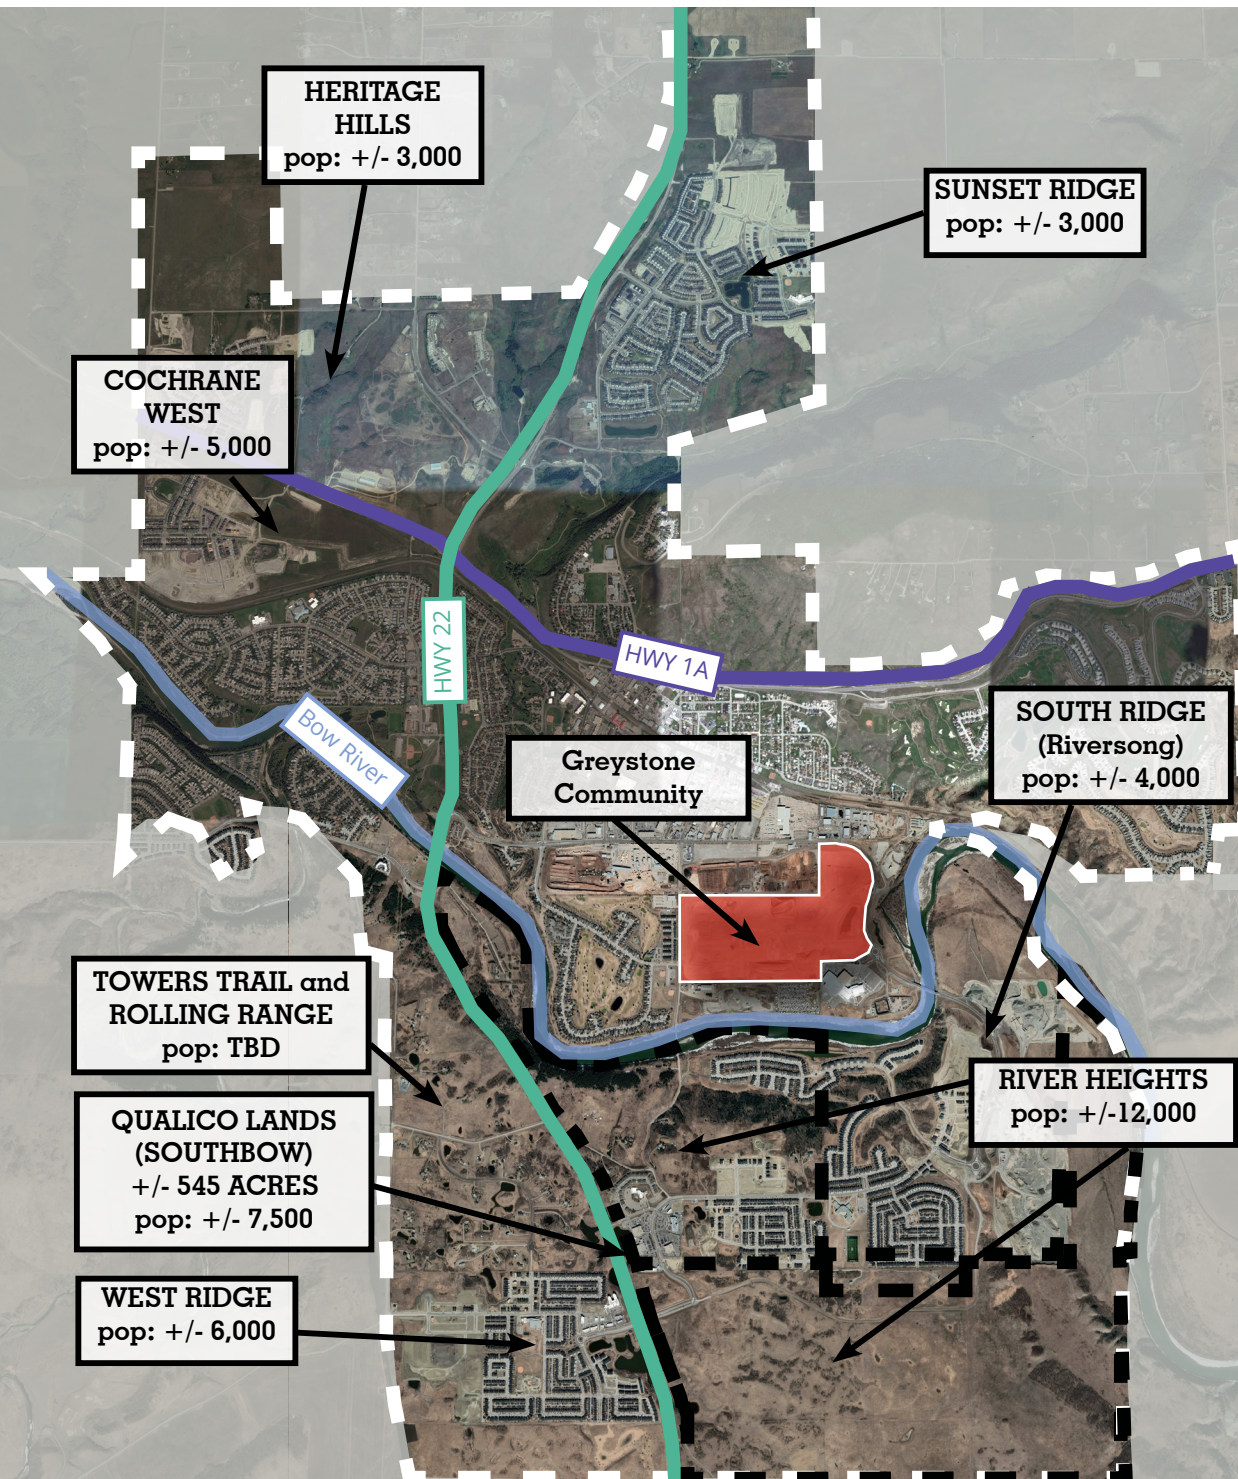 HERITAGE
HILLS
pop: +/- 3,000
SUNSET RIDGE
pop: +/- 3,000
COCHRANE
WEST
pop: +/- 5,000
HWY 22
HWY 1A
Bow River
SOUTH RIDGE
(Riversong)
pop: +/- 4,000
Greystone
Community
TOWERS TRAIL and
ROLLING RANGE
pop: TBD
RIVER HEIGHTS
pop: +/-12,000
QUALICO LANDS
(SOUTHBOW)
+/- 545 ACRES
pop: +/- 7,500
WEST RIDGE
pop: +/- 6,000